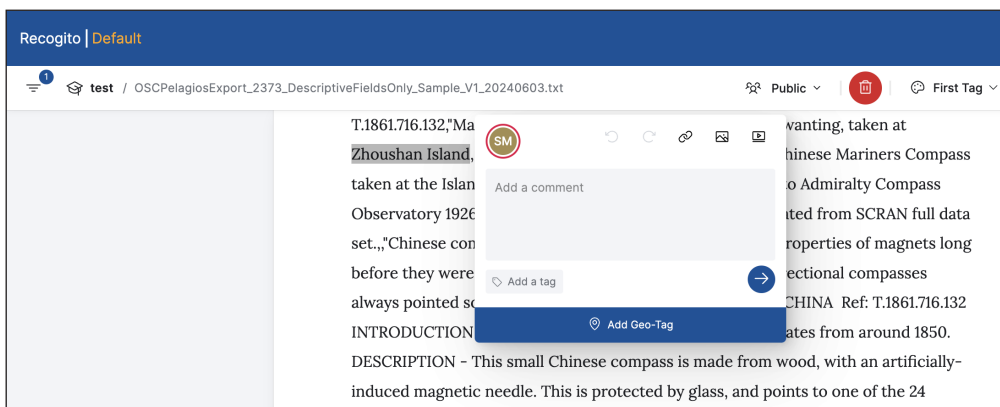 Recogito | Default
1
test / OSCPelagiosExport_2373_DescriptiveFieldsOnly_Sample_V1_20240603.txt
Public
First Tag
T.1861.716.132,"Ma
wanting, taken at
Zhoushan Island,
hinese Mariners Compass
taken at the Islan
o Admiralty Compass
Observatory 1926
ated from SCRAN full data
set.,,"Chinese con
roperties of magnets long
before they were
ectional compasses
always pointed so
CHINA Ref: T.1861.716.132
INTRODUCTION
ates from around 1850.
DESCRIPTION - This small Chinese compass is made from wood, with an artificially-
induced magnetic needle. This is protected by glass, and points to one of the 24
SM
Add a comment
Add a tag
Add Geo-Tag